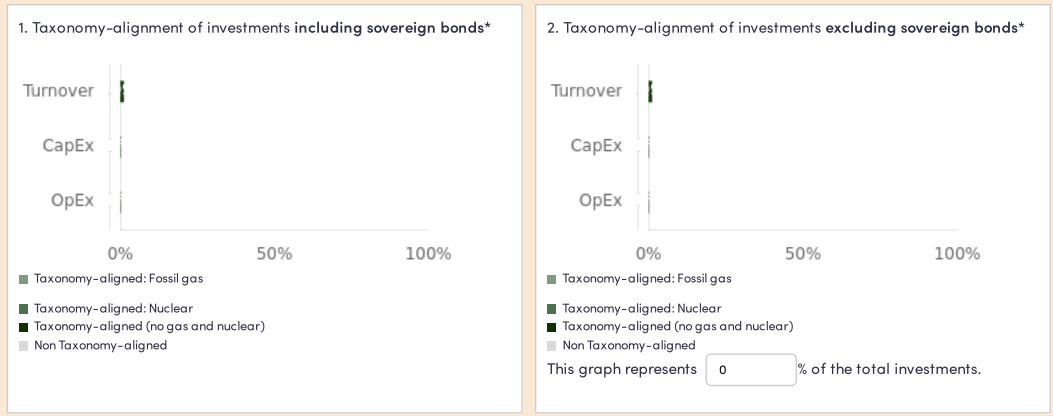 1. Taxonomy-alignment of investments including sovereign bonds*
Turnover
CapEx
OpEx
0% 50% 100%
Taxonomy-aligned: Fossil gas
Taxonomy-aligned: Nuclear
Taxonomy-aligned (no gas and nuclear)
Non Taxonomy-aligned
2. Taxonomy-alignment of investments excluding sovereign bonds*
Turnover
CapEx
OpEx
0% 50% 100%
Taxonomy-aligned: Fossil gas
Taxonomy-aligned: Nuclear
Taxonomy-aligned (no gas and nuclear)
Non Taxonomy-aligned
This graph represents 0 % of the total investments.